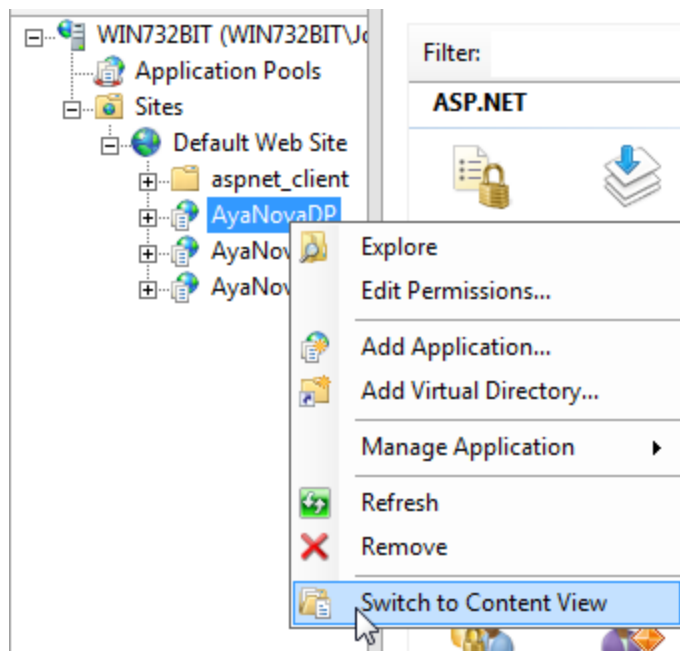 WIN732BIT (WIN732BIT\Jo
Application Pools
Sites
Default Web Site
aspnet_client
AyaNovaDP
AyaNov
AyaNov
Filter:
ASP.NET
Explore
Edit Permissions...
Add Application...
Add Virtual Directory...
Manage Application
Refresh
Remove
Switch to Content View